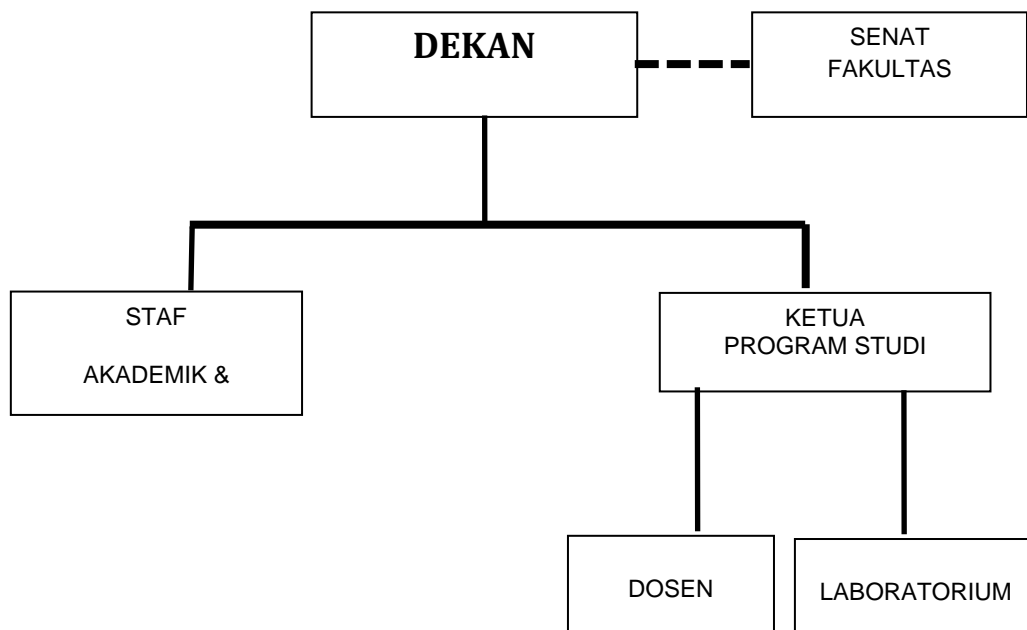 DEKAN
SENAT
FAKULTAS
STAF
AKADEMIK &
KETUA
PROGRAM STUDI
DOSEN
LABORATORIUM